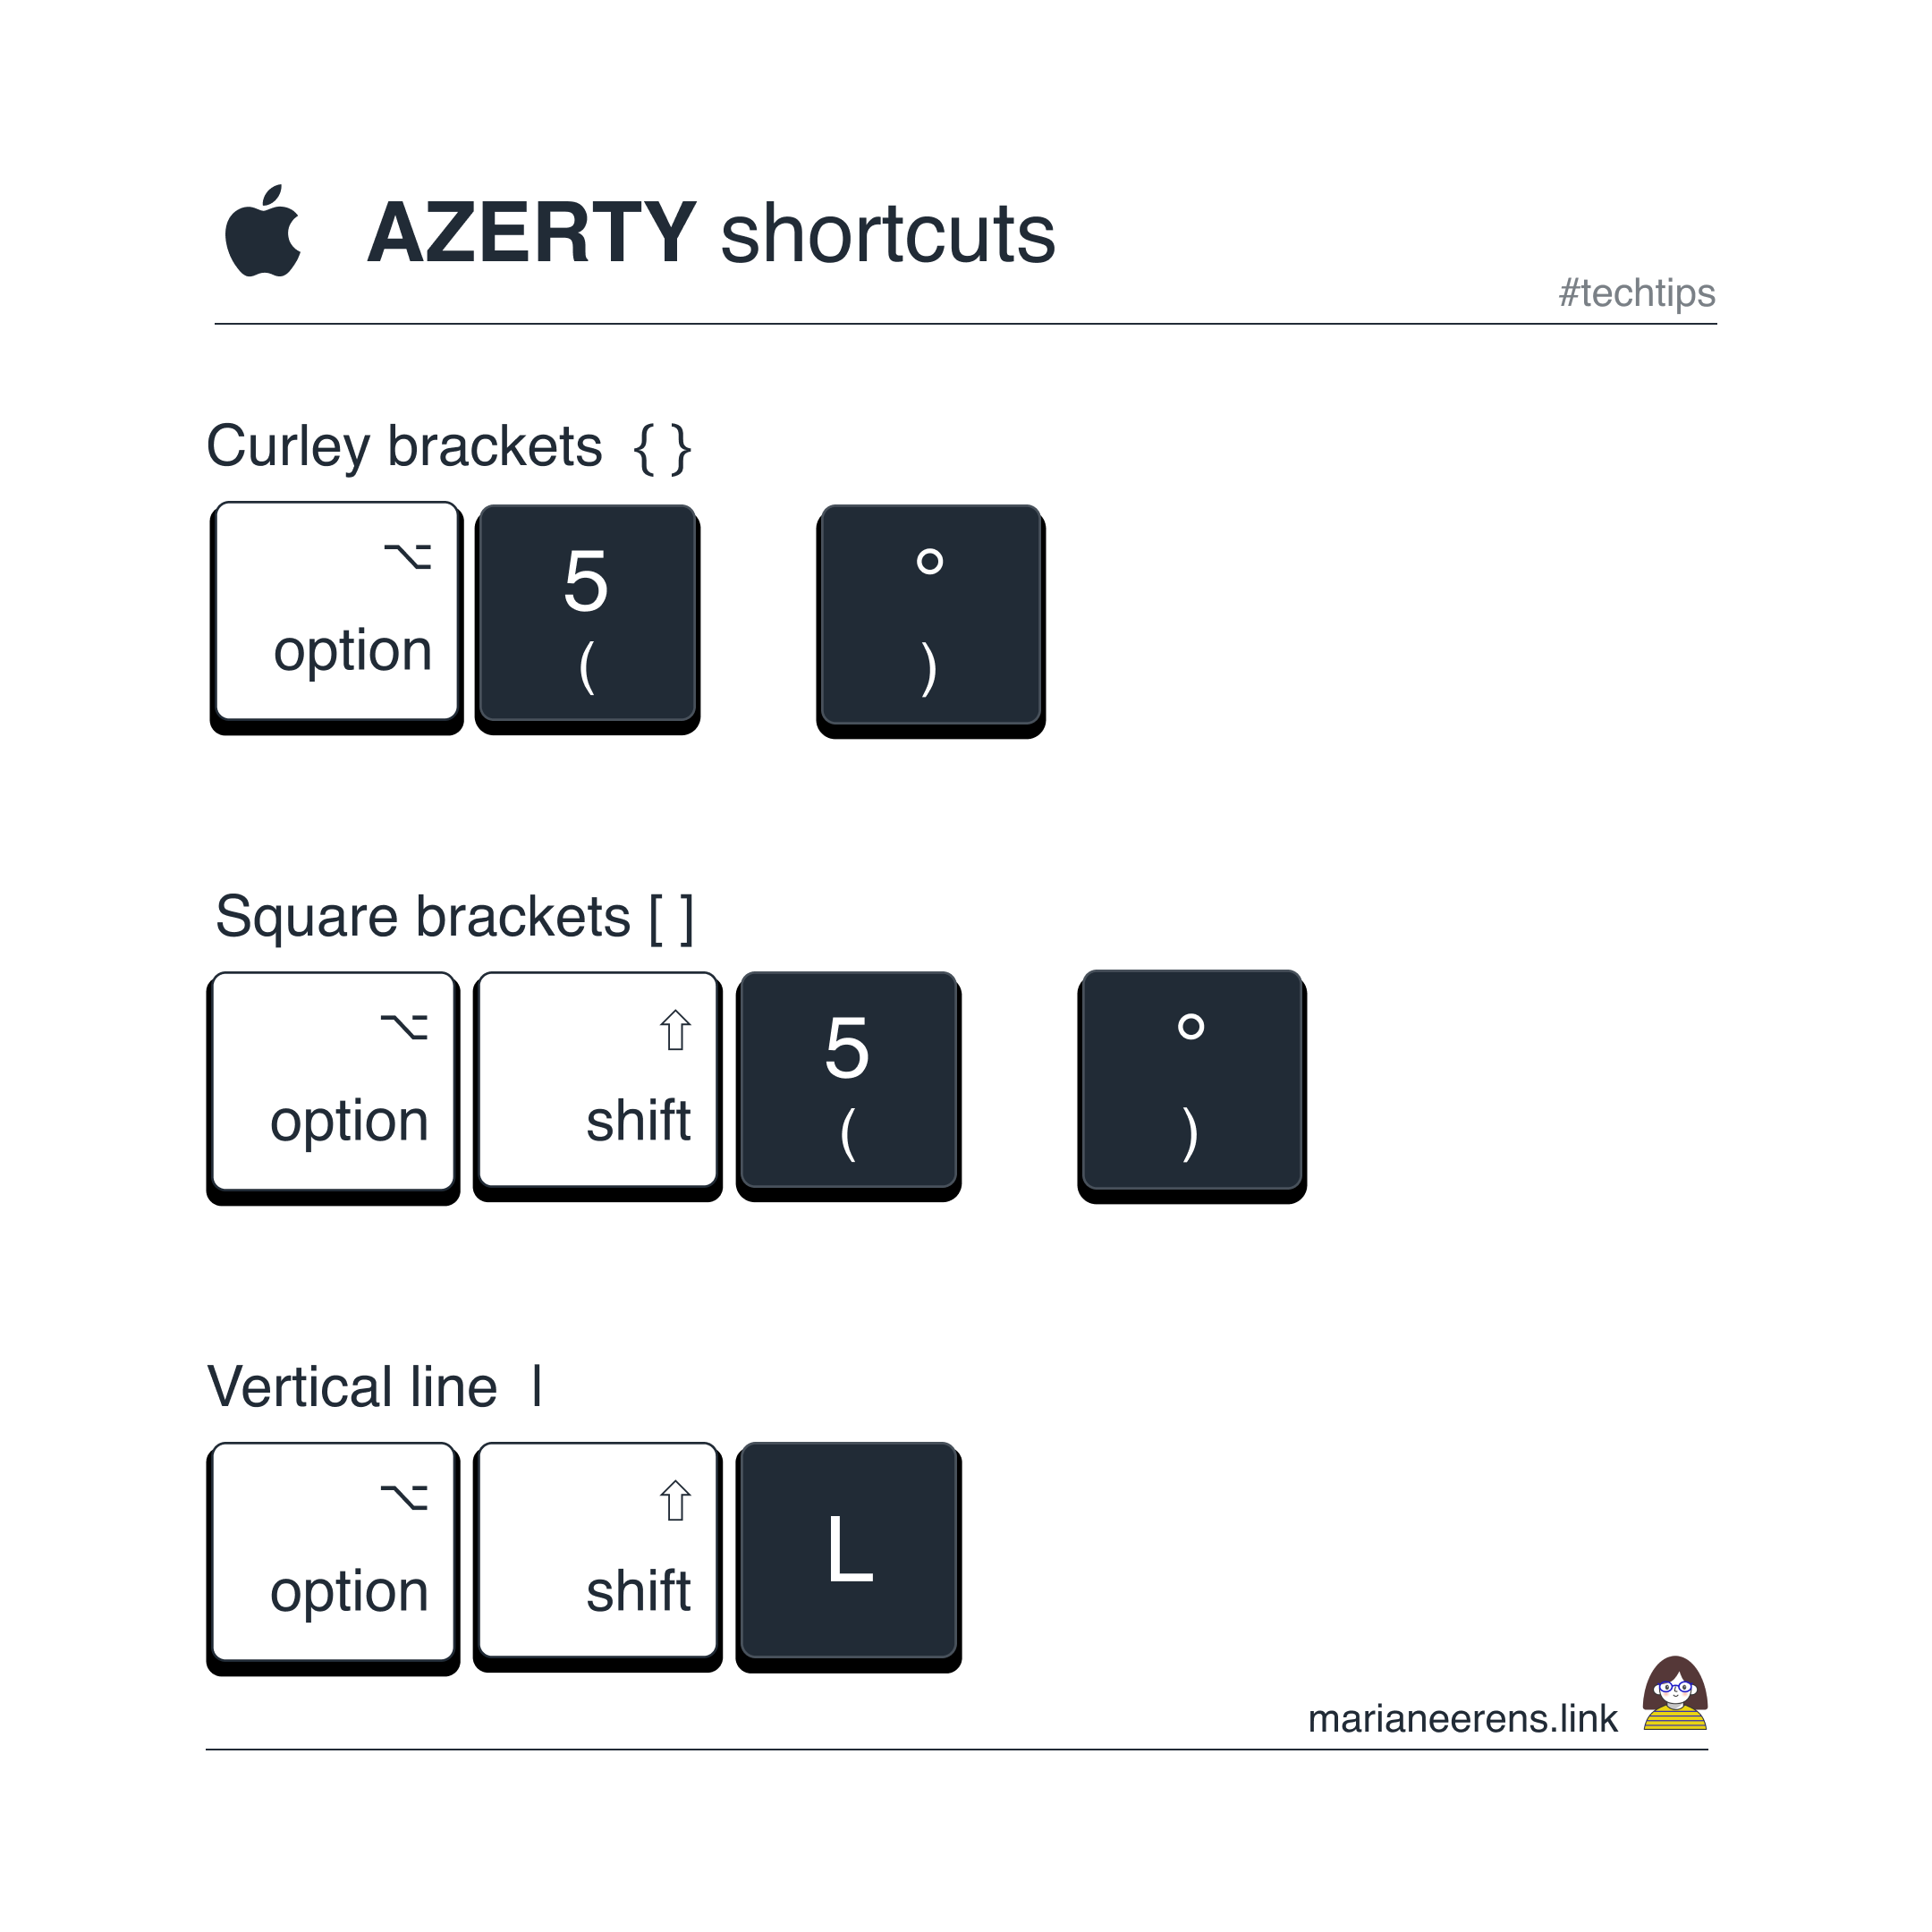 AZERTY shortcuts
#techtips
Curley brackets { }
⌥
option
5
(
°
)
Square brackets [ ]
⌥
option
⇧
shift
5
(
°
)
Vertical line |
⌥
option
⇧
shift
L
marianeerens.link